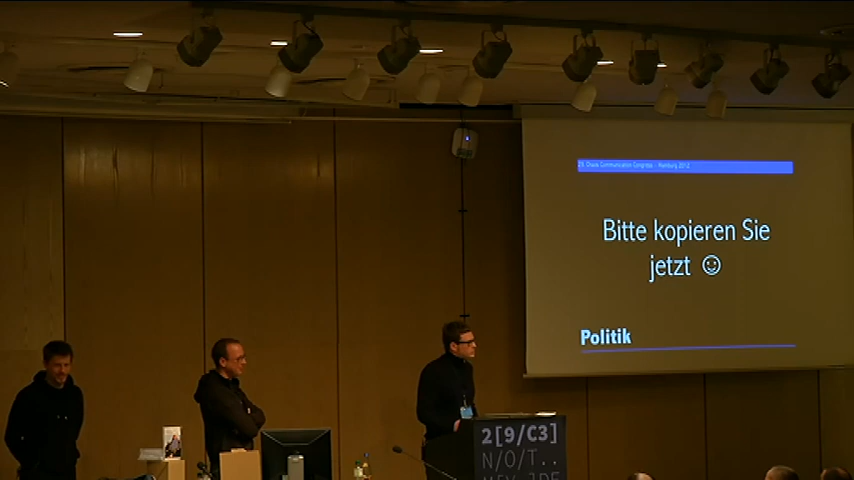 29. Chaos Communication Congress - Hamburg 2012
Bitte kopieren Sie
jetzt ☺
Politik
2[9/C3]
N/O/T..